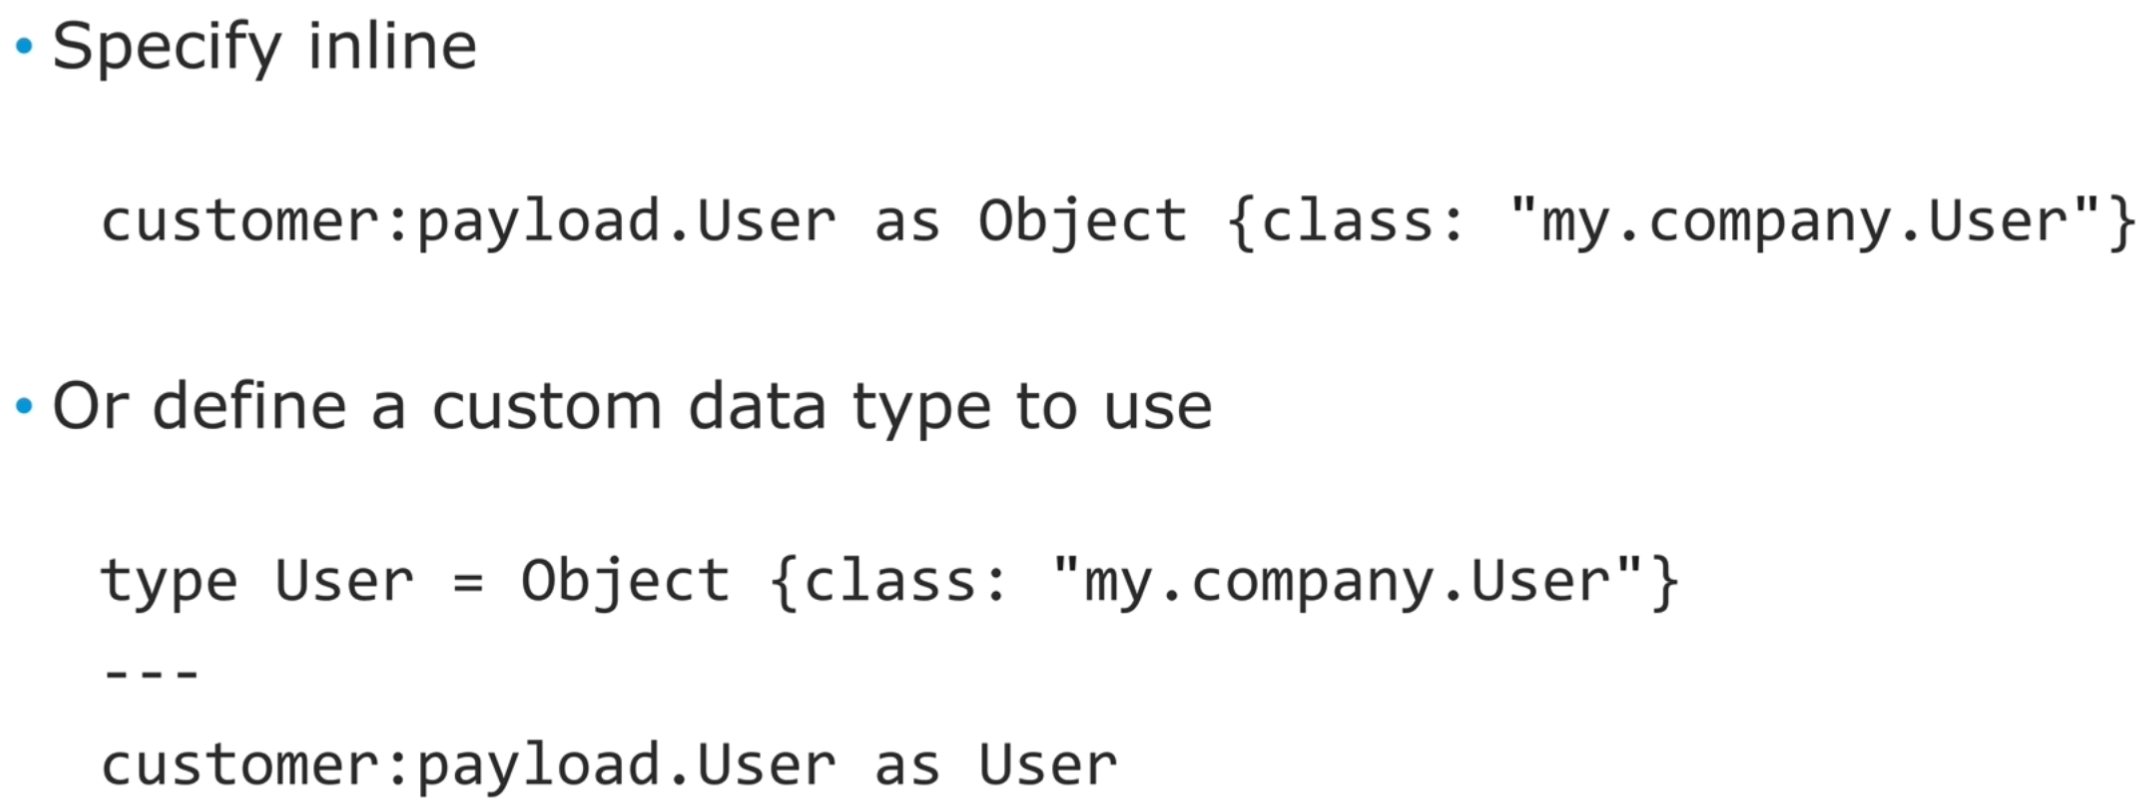 • Specify inline
customer:payload.User as Object {class: "my.company.User"}
• Or define a custom data type to use
type User = Object {class: "my.company.User"}
---
customer:payload.User as User